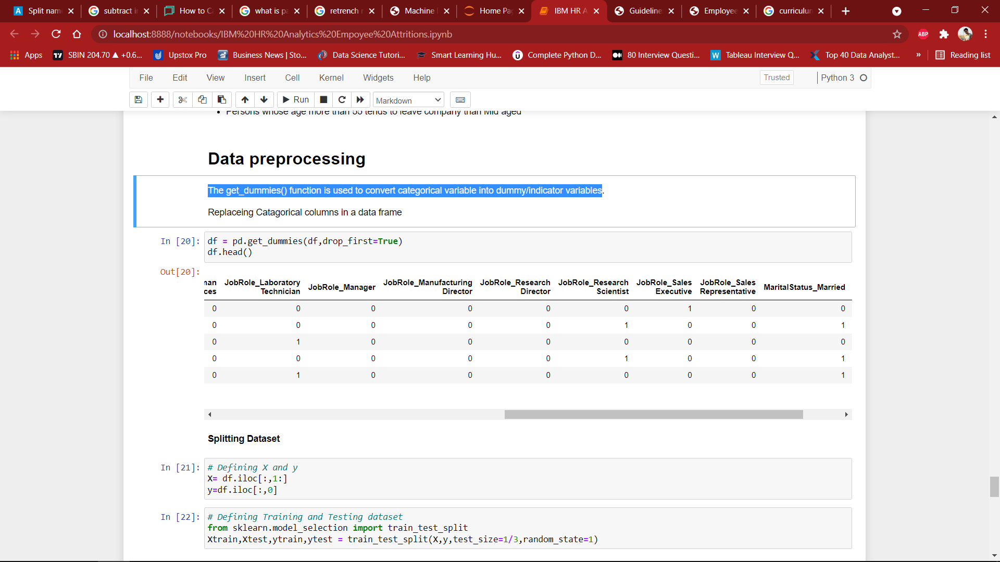 Split nam
subtract i
How to C
what is p
retrench
Machine
Home Pa
IBM HR A
Guideline
Employee
curriculu
localhost:8888/notebooks/IBM%20HR%20Analytics%20Empoyee%20Attritions.ipynb
ABP
Apps
SBIN 204.70 ▲ +0.6...
Upstox Pro
Business News | Sto...
Data Science Tutori...
Smart Learning Hu...
Complete Python D...
80 Interview Questi...
Tableau Interview Q...
Top 40 Data Analyst...
»
Reading list
File Edit View Insert Cell Kernel Widgets Help
Trusted
Python 3
Run
Markdown
• Persons whose age more than 55 tends to leave company than Mid aged
Data preprocessing
The get_dummies() function is used to convert categorical variable into dummy/indicator variables.
Replaceing Catagorical columns in a data frame
In [20]: df = pd.get_dummies(df,drop_first=True)
df.head()
Out[20]:
man JobRole_Laboratory JobRole_Manager JobRole_Manufacturing JobRole_Research JobRole_Research JobRole_Sales JobRole_Sales MaritalStatus_Married
ces Technician Director Director Scientist Executive Representative
0 0 0 0 0 0 1 0 0
0 0 0 0 0 1 0 0 1
0 1 0 0 0 0 0 0 0
0 0 0 0 0 1 0 0 1
0 1 0 0 0 0 0 0 1
Splitting Dataset
In [21]: # Defining X and y
X= df.iloc[:,1:]
y=df.iloc[:,0]
In [22]: # Defining Training and Testing dataset
from sklearn.model_selection import train_test_split
Xtrain,Xtest,ytrain,ytest = train_test_split(X,y,test_size=1/3,random_state=1)